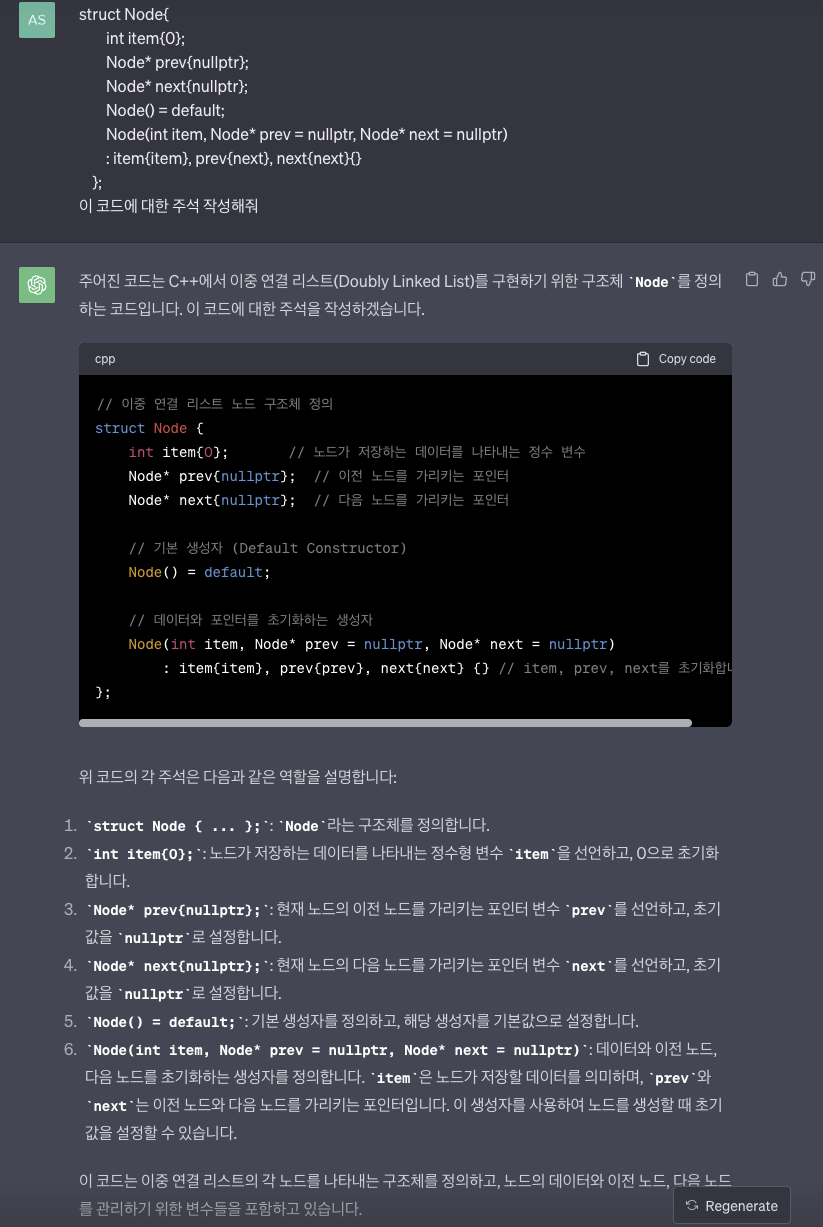 AS
struct Node{
int item{0};
Node* prev{nullptr};
Node* next{nullptr};
Node() = default;
Node(int item, Node* prev = nullptr, Node* next = nullptr)
: item{item}, prev{next}, next{next}{}
};
이 코드에 대한 주석 작성해줘
주어진 코드는 C++에서 이중 연결 리스트(Doubly Linked List)를 구현하기 위한 구조체 `Node`를 정의
하는 코드입니다. 이 코드에 대한 주석을 작성하겠습니다.
cpp
Copy code
// 이중 연결 리스트 노드 구조체 정의
struct Node {
int item{0}; // 노드가 저장하는 데이터를 나타내는 정수 변수
Node* prev{nullptr}; // 이전 노드를 가리키는 포인터
Node* next{nullptr}; // 다음 노드를 가리키는 포인터
// 기본 생성자 (Default Constructor)
Node() = default;
// 데이터와 포인터를 초기화하는 생성자
Node(int item, Node* prev = nullptr, Node* next = nullptr)
: item{item}, prev{prev}, next{next} {} // item, prev, next를 초기화합
};
위 코드의 각 주석은 다음과 같은 역할을 설명합니다:
1. `struct Node { ... };`: `Node`라는 구조체를 정의합니다.
2. `int item{0};`: 노드가 저장하는 데이터를 나타내는 정수형 변수 `item`을 선언하고, 0으로 초기화
합니다.
3. `Node* prev{nullptr};`: 현재 노드의 이전 노드를 가리키는 포인터 변수 `prev`를 선언하고, 초기
값을 `nullptr`로 설정합니다.
4. `Node* next{nullptr};`: 현재 노드의 다음 노드를 가리키는 포인터 변수 `next`를 선언하고, 초기
값을 `nullptr`로 설정합니다.
5. `Node() = default;`: 기본 생성자를 정의하고, 해당 생성자를 기본값으로 설정합니다.
6. `Node(int item, Node* prev = nullptr, Node* next = nullptr)`: 데이터와 이전 노드,
다음 노드를 초기화하는 생성자를 정의합니다. `item`은 노드가 저장할 데이터를 의미하며, `prev`와
`next`는 이전 노드와 다음 노드를 가리키는 포인터입니다. 이 생성자를 사용하여 노드를 생성할 때 초기
값을 설정할 수 있습니다.
이 코드는 이중 연결 리스트의 각 노드를 나타내는 구조체를 정의하고, 노드의 데이터와 이전 노드, 다음 노드
를 관리하기 위한 변수들을 포함하고 있습니다.
Regenerate